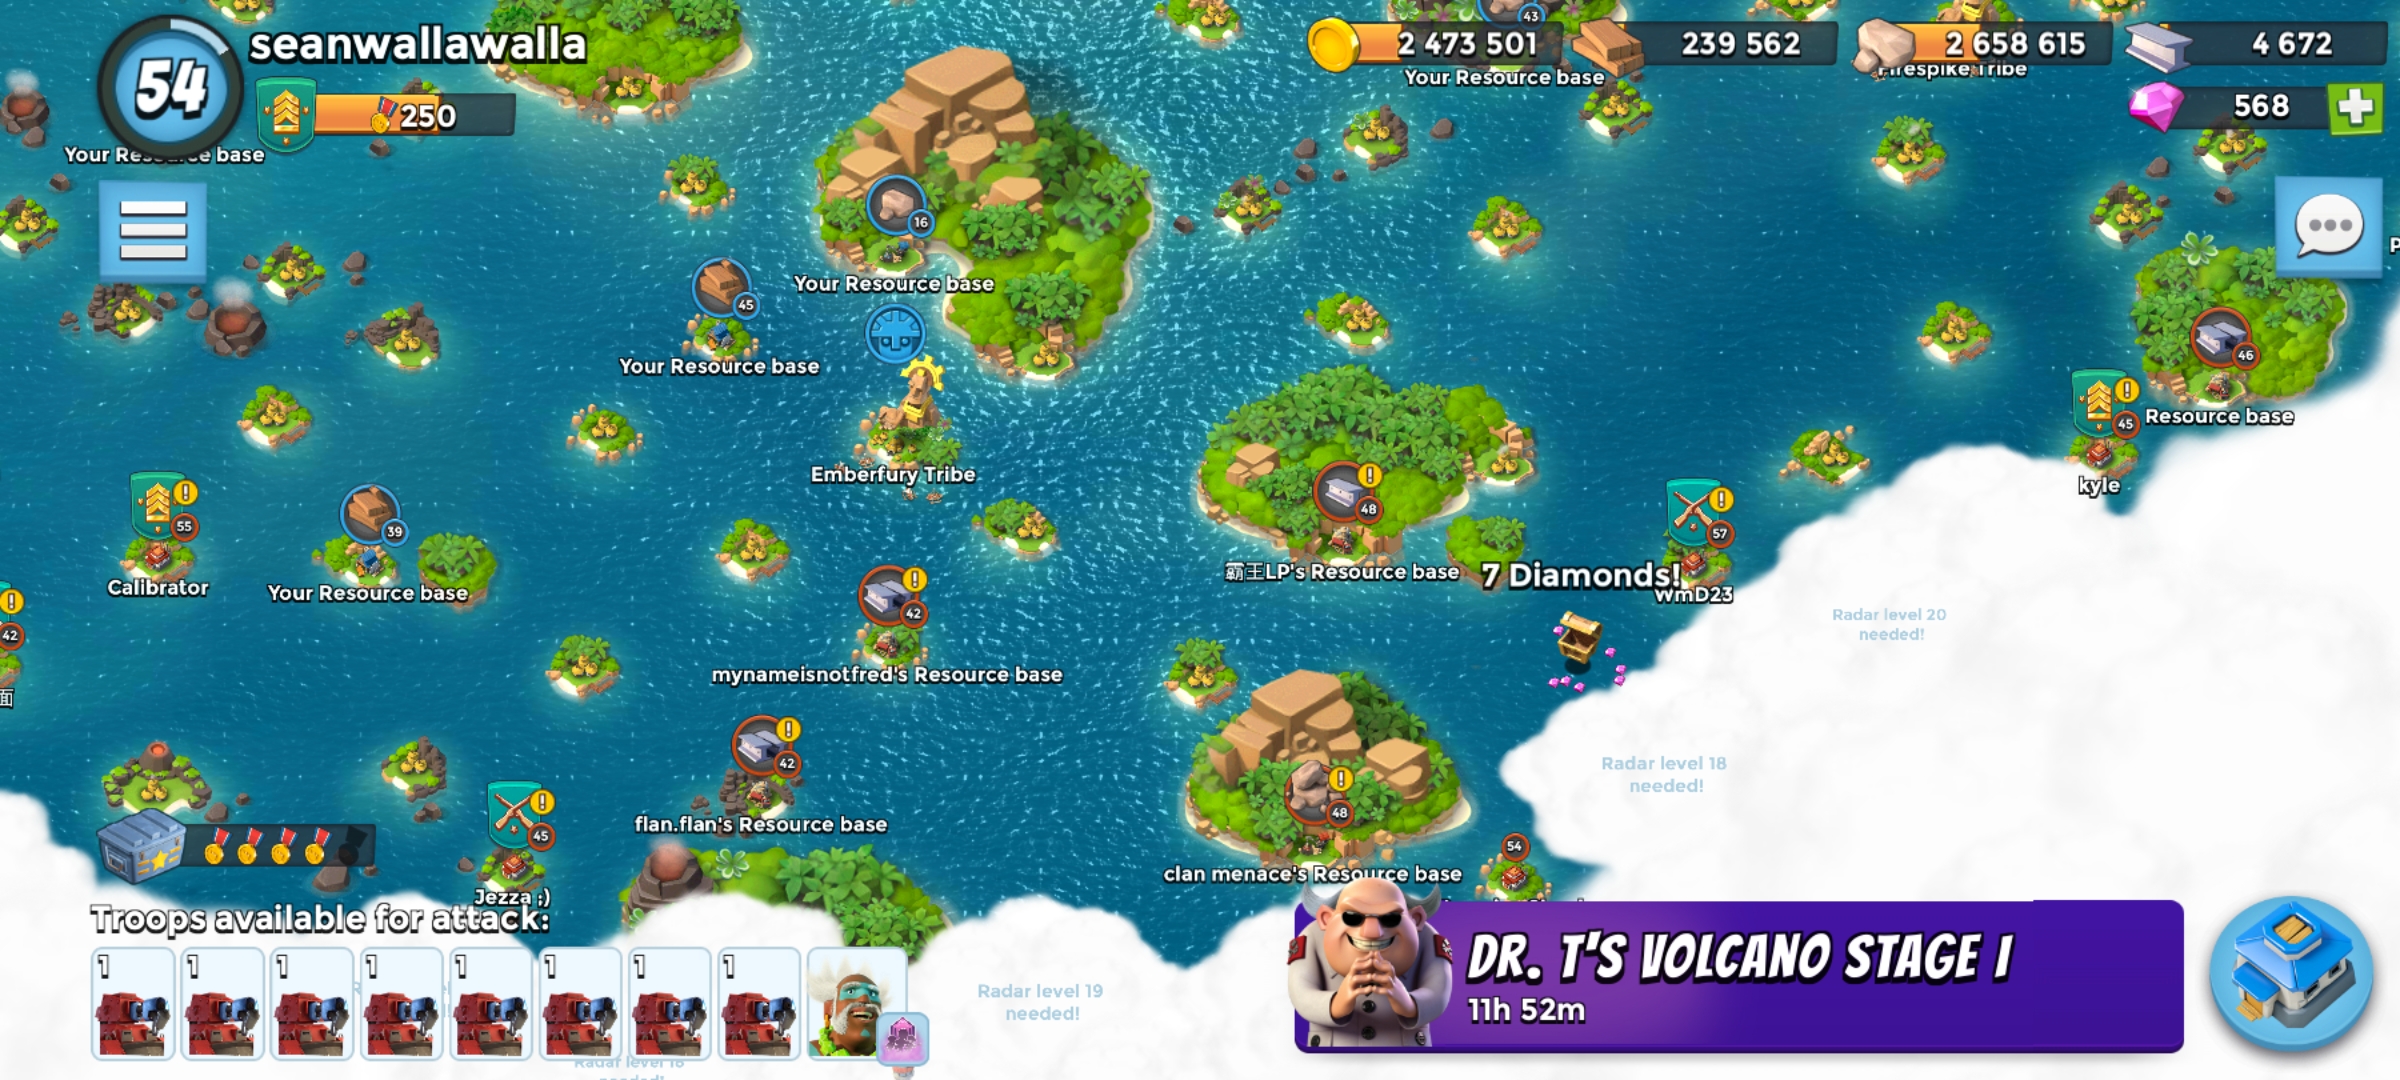 54
seanwallawalla
250
43
2 473 501
239 562
2 658 615
4 672
568
Your Resource base
Firespike Tribe
Your Resource base
16
Your Resource base
45
Your Resource base
46
Resource base
45
kyle
Emberfury Tribe
55
Calibrator
39
Your Resource base
48
霸王LP's Resource base
7 Diamonds!
57
WmD23
42
mynameisnotfred's Resource base
42
Radar level 20
needed!
42
flan.flan's Resource base
Radar level 18
needed!
48
clan menace's Resource base
54
45
Jezza ;)
Troops available for attack:
1
1
1
1
1
1
1
1
Radar level 19
needed!
DR. T'S VOLCANO STAGE I
11h 52m